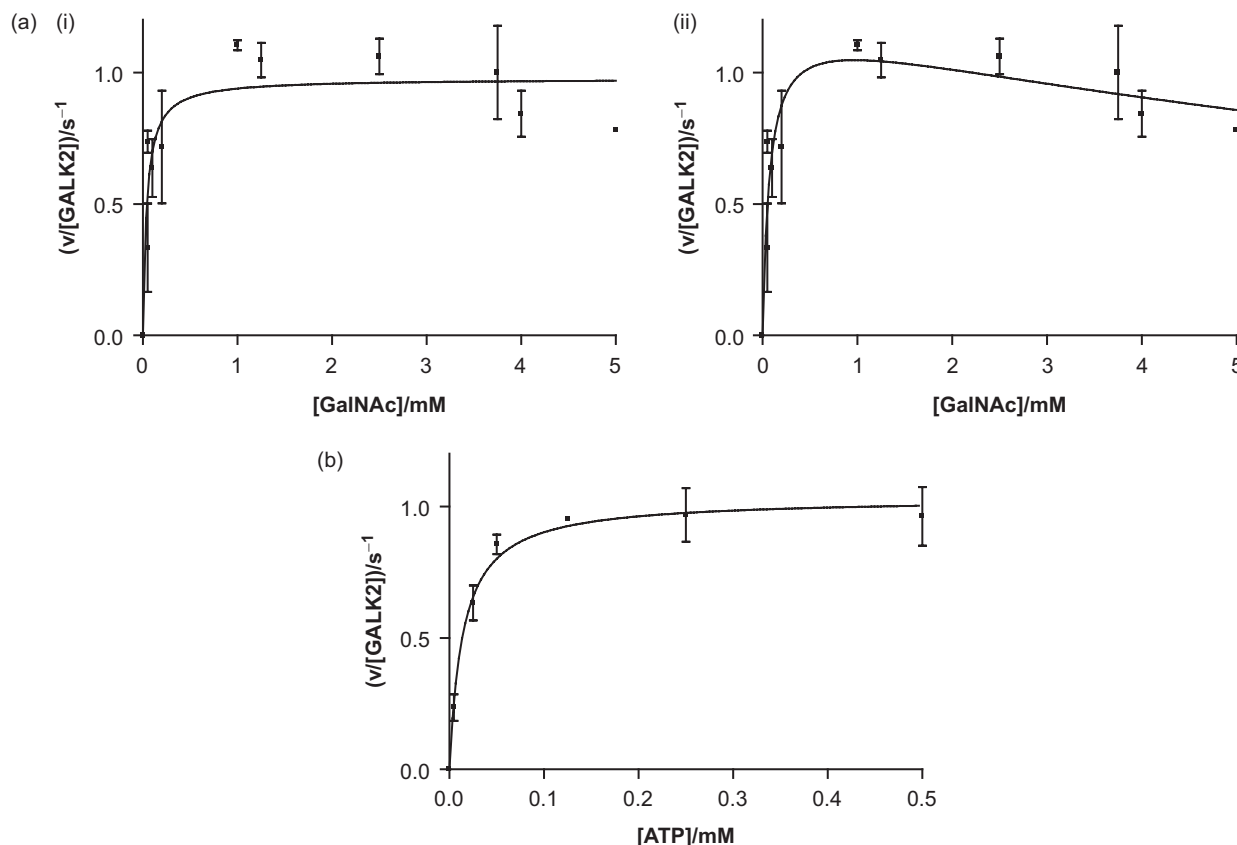 (a) (i)
(v/[GALK2])/s⁻¹
1.0
0.5
0.0
0 1 2 3 4 5
[GalNAc]/mM
(ii)
(v/[GALK2])/s⁻¹
1.0
0.5
0.0
0 1 2 3 4 5
[GalNAc]/mM
(b)
(v/[GALK2])/s⁻¹
1.0
0.5
0.0
0.0 0.1 0.2 0.3 0.4 0.5
[ATP]/mM